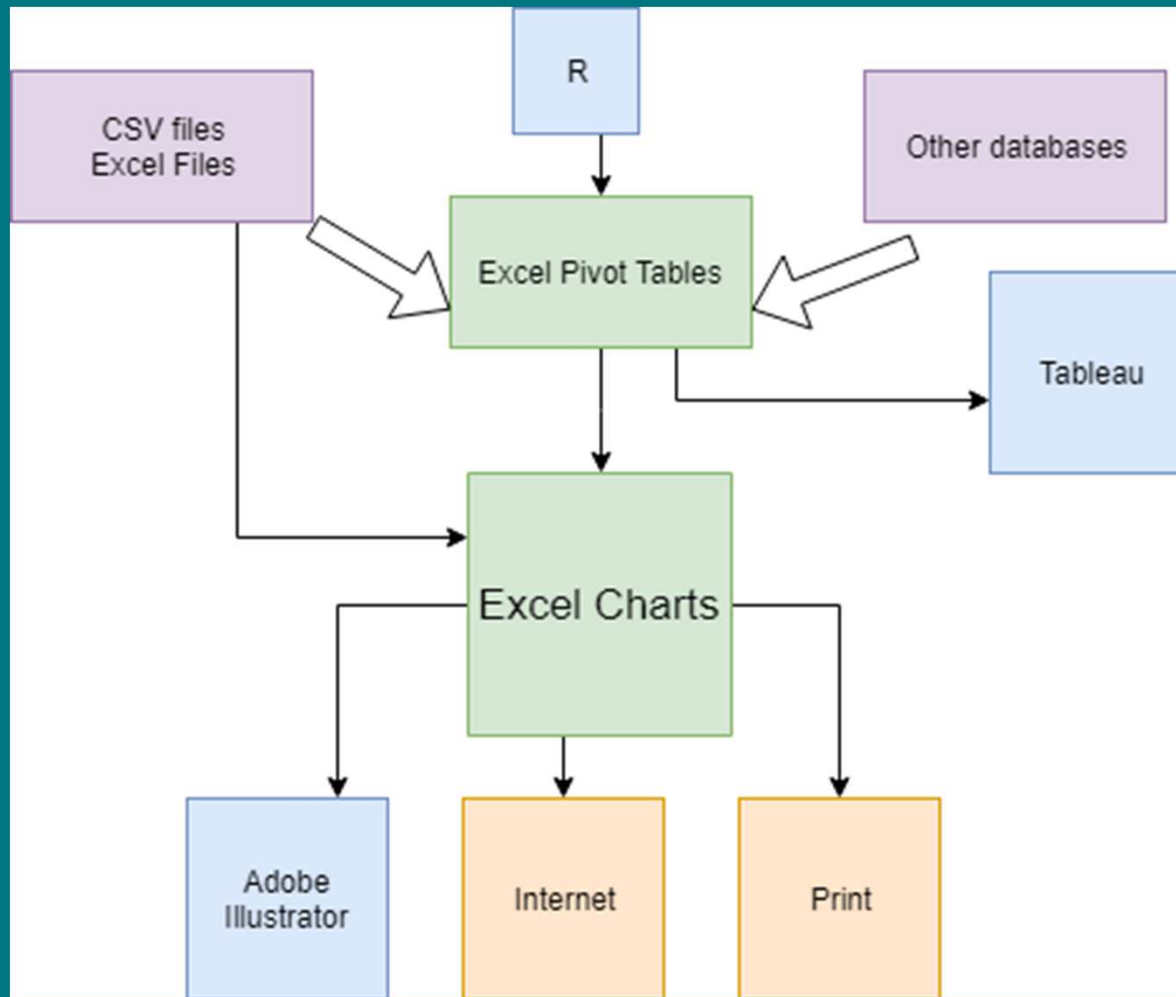 R
CSV files
Excel Files
Other databases
Excel Pivot Tables
Tableau
Excel Charts
Adobe
Illustrator
Internet
Print